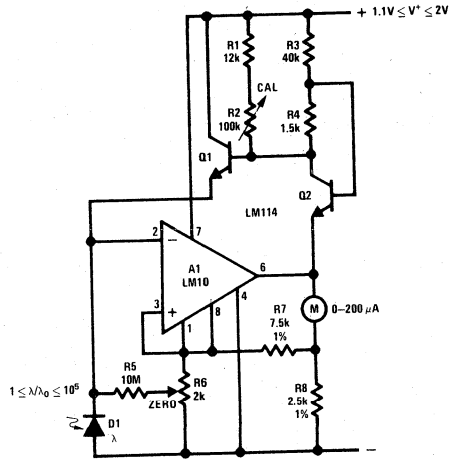 + 1.1V ≤ V⁺ ≤ 2V
R1
12k
R3
40k
CAL
R2
100k
R4
1.5k
Q1
Q2
LM114
2
7
A1
LM10
6
3
1
8
4
M
0–200 μA
R7
7.5k
1%
R5
10M
R6
2k
ZERO
R8
2.5k
1%
1 ≤ λ/λ₀ ≤ 10⁵
D1
λ